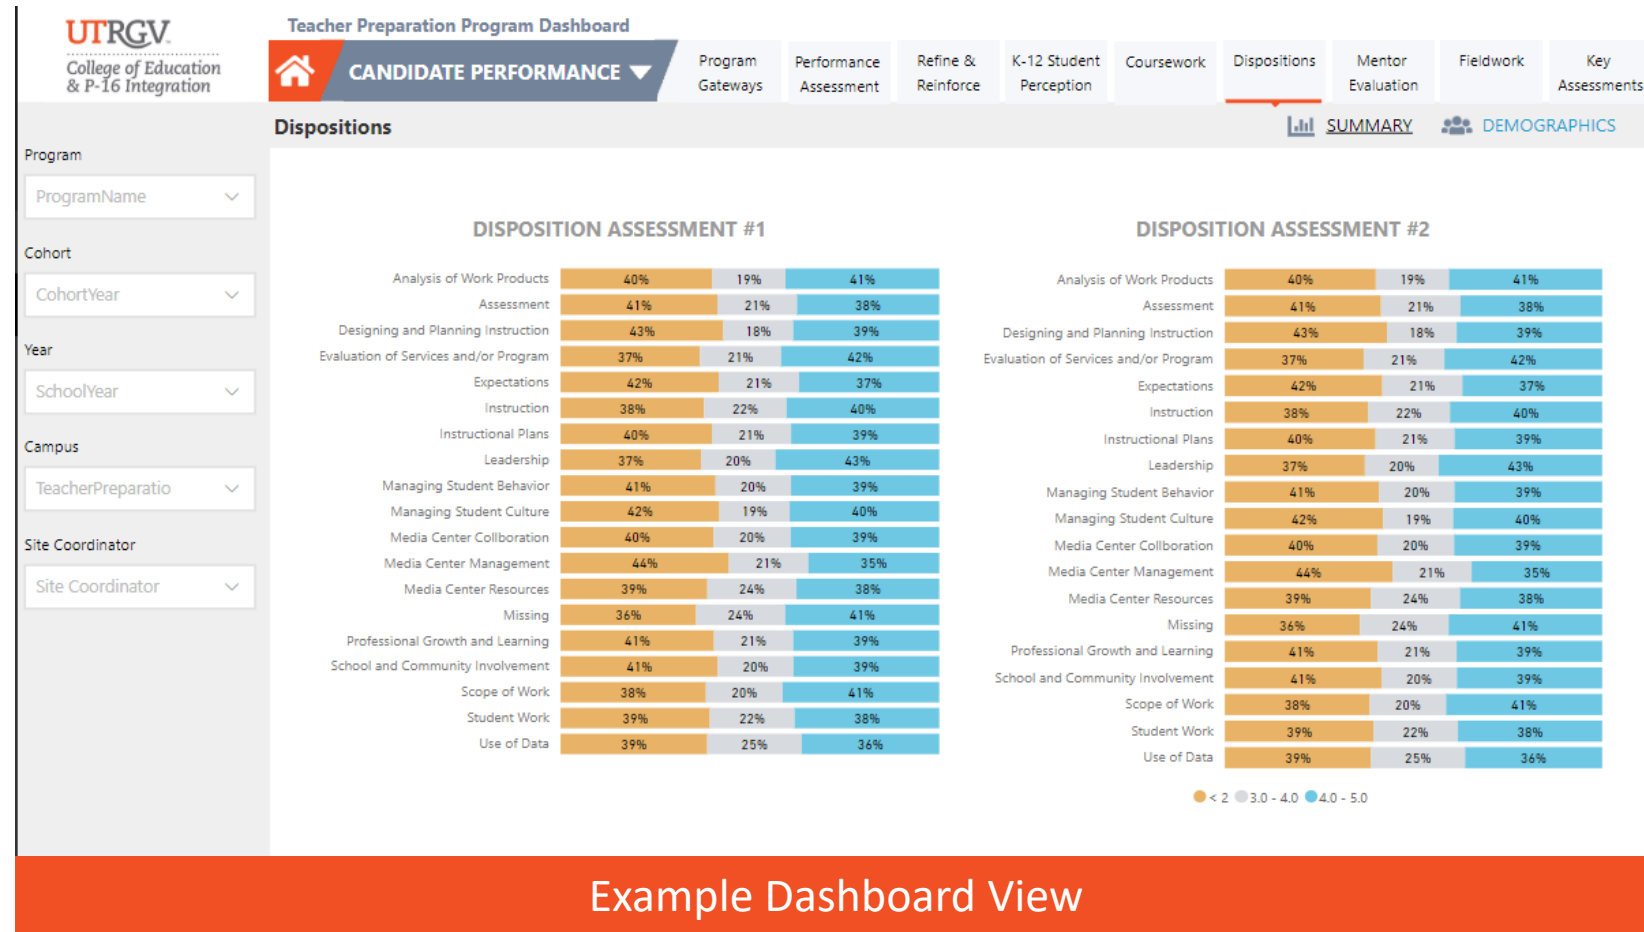 UTRGV
College of Education
& P-16 Integration
Teacher Preparation Program Dashboard
CANDIDATE PERFORMANCE
Program
Gateways
Performance
Assessment
Refine &
Reinforce
K-12 Student
Perception
Coursework
Dispositions
Mentor
Evaluation
Fieldwork
Key
Assessments
Dispositions
SUMMARY
DEMOGRAPHICS
Program
ProgramName
Cohort
CohortYear
Year
SchoolYear
Campus
TeacherPreparatio
Site Coordinator
Site Coordinator
DISPOSITION ASSESSMENT #1
Analysis of Work Products 40% 19% 41%
Assessment 41% 21% 38%
Designing and Planning Instruction 43% 18% 39%
Evaluation of Services and/or Program 37% 21% 42%
Expectations 42% 21% 37%
Instruction 38% 22% 40%
Instructional Plans 40% 21% 39%
Leadership 37% 20% 43%
Managing Student Behavior 41% 20% 39%
Managing Student Culture 42% 19% 40%
Media Center Collboration 40% 20% 39%
Media Center Management 44% 21% 35%
Media Center Resources 39% 24% 38%
Missing 36% 24% 41%
Professional Growth and Learning 41% 21% 39%
School and Community Involvement 41% 20% 39%
Scope of Work 38% 20% 41%
Student Work 39% 22% 38%
Use of Data 39% 25% 36%
DISPOSITION ASSESSMENT #2
Analysis of Work Products 40% 19% 41%
Assessment 41% 21% 38%
Designing and Planning Instruction 43% 18% 39%
Evaluation of Services and/or Program 37% 21% 42%
Expectations 42% 21% 37%
Instruction 38% 22% 40%
Instructional Plans 40% 21% 39%
Leadership 37% 20% 43%
Managing Student Behavior 41% 20% 39%
Managing Student Culture 42% 19% 40%
Media Center Collboration 40% 20% 39%
Media Center Management 44% 21% 35%
Media Center Resources 39% 24% 38%
Missing 36% 24% 41%
Professional Growth and Learning 41% 21% 39%
School and Community Involvement 41% 20% 39%
Scope of Work 38% 20% 41%
Student Work 39% 22% 38%
Use of Data 39% 25% 36%
< 2 3.0 - 4.0 4.0 - 5.0
Example Dashboard View